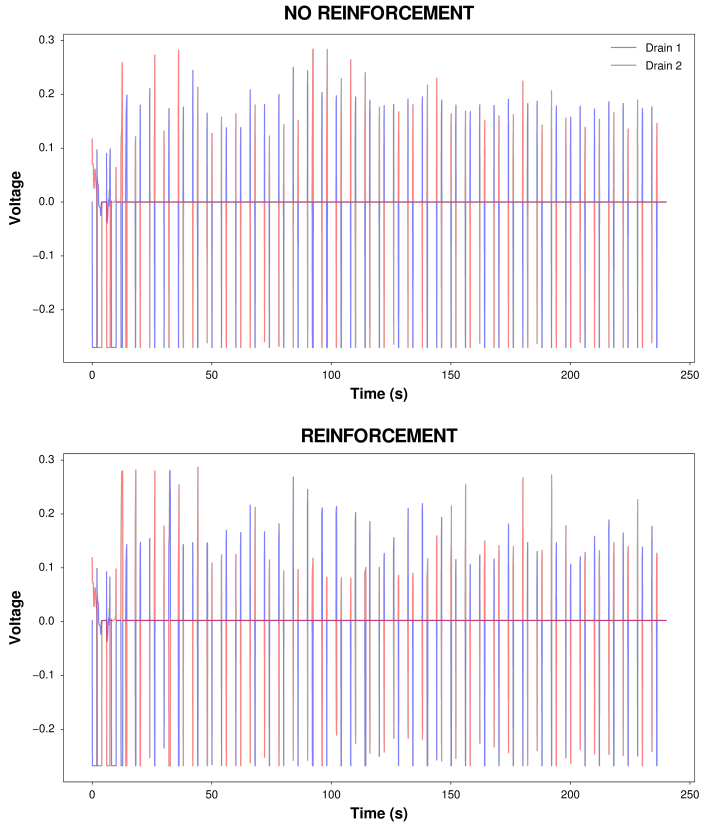 NO REINFORCEMENT
0.3
0.2
0.1
0.0
−0.1
−0.2
Voltage
Drain 1
Drain 2
0 50 100 150 200 250
Time (s)
REINFORCEMENT
0.3
0.2
0.1
0.0
−0.1
−0.2
Voltage
0 50 100 150 200 250
Time (s)